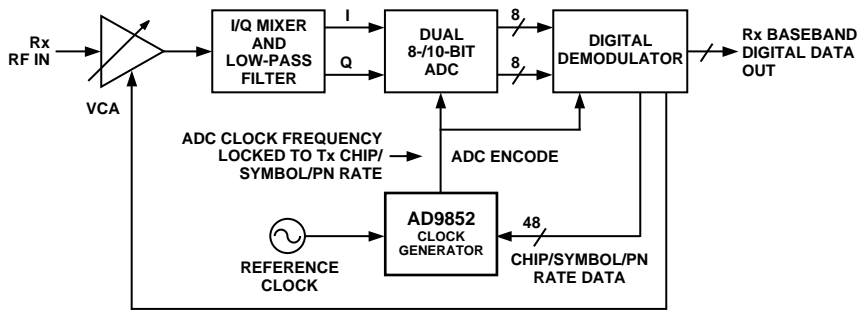 Rx
RF IN
VCA
I/Q MIXER
AND
LOW-PASS
FILTER
I
Q
DUAL
8-/10-BIT
ADC
8
8
DIGITAL
DEMODULATOR
Rx BASEBAND
DIGITAL DATA
OUT
ADC CLOCK FREQUENCY
LOCKED TO Tx CHIP/
SYMBOL/PN RATE
ADC ENCODE
AD9852
CLOCK
GENERATOR
48
REFERENCE
CLOCK
CHIP/SYMBOL/PN
RATE DATA